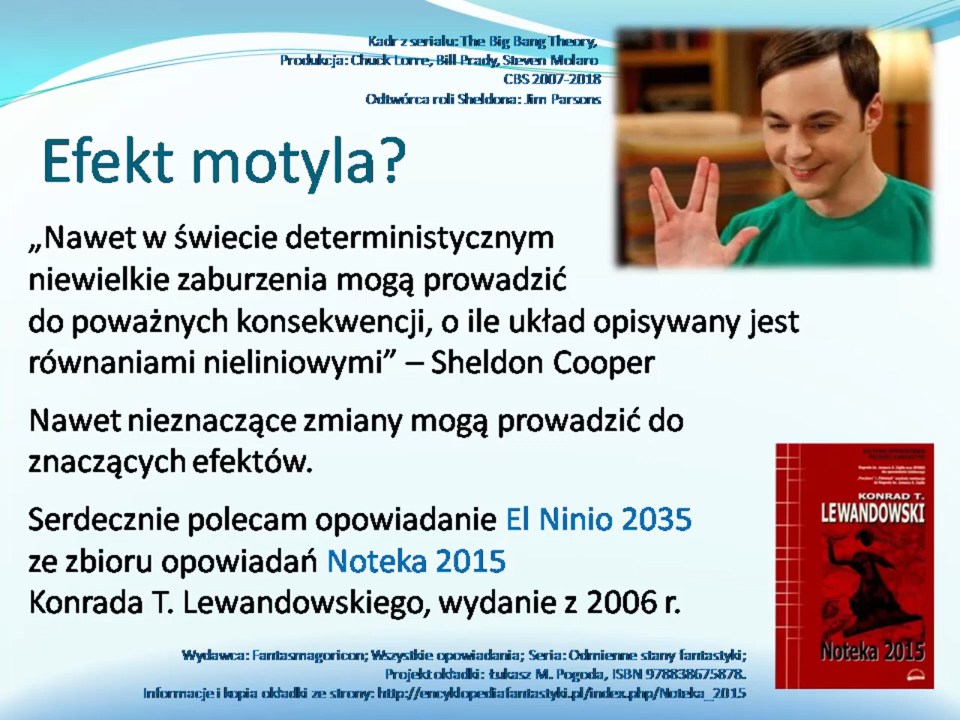 Kadr z serialu: The Big Bang Theory,
Produkcja: Chuck Lorre, Bill Prady, Steven Molaro
CBS 2007-2018
Odtwórca roli Sheldona: Jim Parsons
Efekt motyla?
„Nawet w świecie deterministycznym
niewielkie zaburzenia mogą prowadzić
do poważnych konsekwencji, o ile układ opisywany jest
równaniami nieliniowymi” – Sheldon Cooper
Nawet nieznaczące zmiany mogą prowadzić do
znaczących efektów.
Serdecznie polecam opowiadanie El Ninio 2035
ze zbioru opowiadań Noteka 2015
Konrada T. Lewandowskiego, wydanie z 2006 r.
KONRAD T.
LEWANDOWSKI
Noteka 2015
Wydawca: Fantasmagoricon; Wszystkie opowiadania; Seria: Odmienne stany fantastyki;
Projekt okładki: Łukasz M. Pogoda, ISBN 978838675878.
Informacje i kopia okładki ze strony: http://encyklopediafantastyki.pl/index.php/Noteka_2015